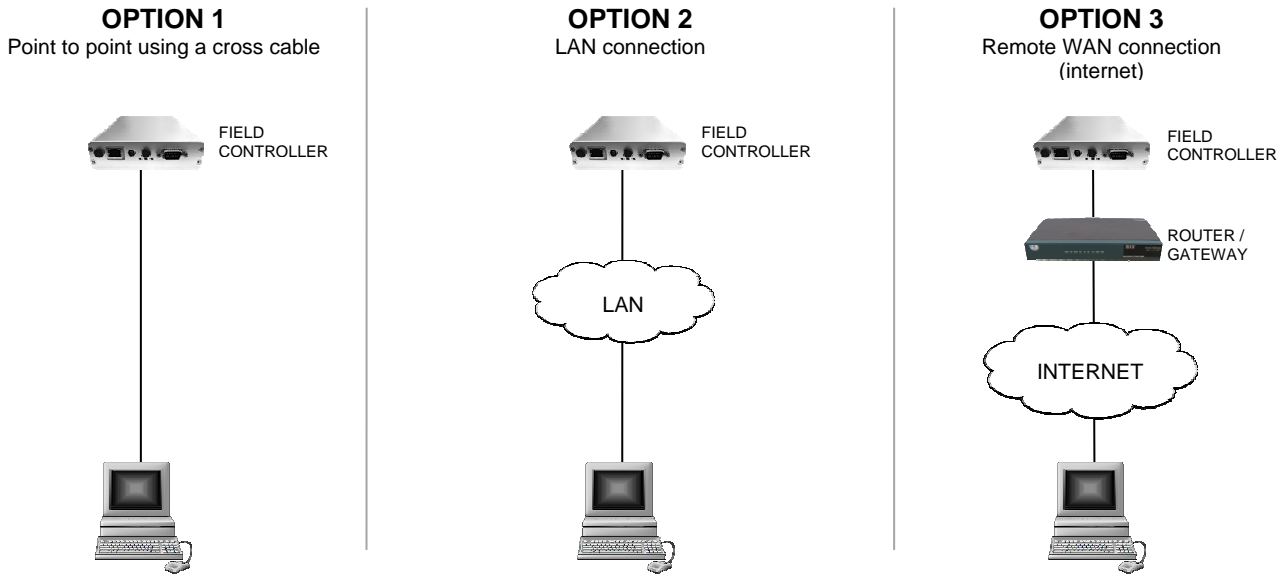 OPTION 1
Point to point using a cross cable
FIELD
CONTROLLER
OPTION 2
LAN connection
FIELD
CONTROLLER
LAN
OPTION 3
Remote WAN connection
(internet)
FIELD
CONTROLLER
ROUTER /
GATEWAY
INTERNET